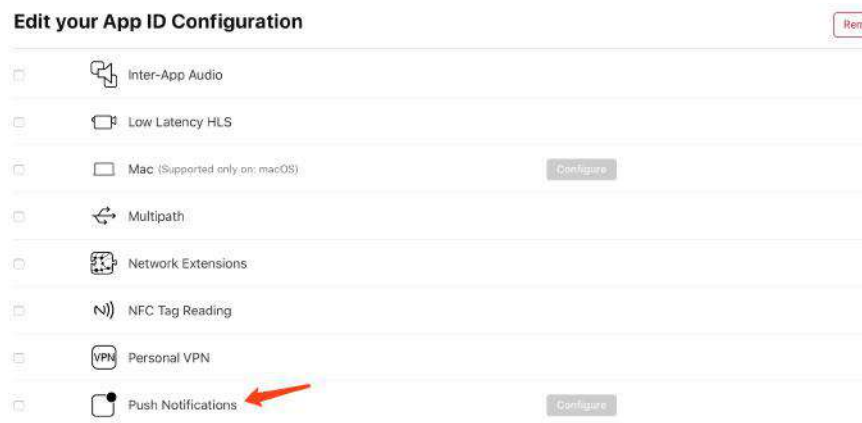 Edit your App ID Configuration
Inter-App Audio
Low Latency HLS
Mac (Supported only on: macOS)
Configure
Multipath
Network Extensions
NFC Tag Reading
VPN
Personal VPN
Push Notifications
Configure